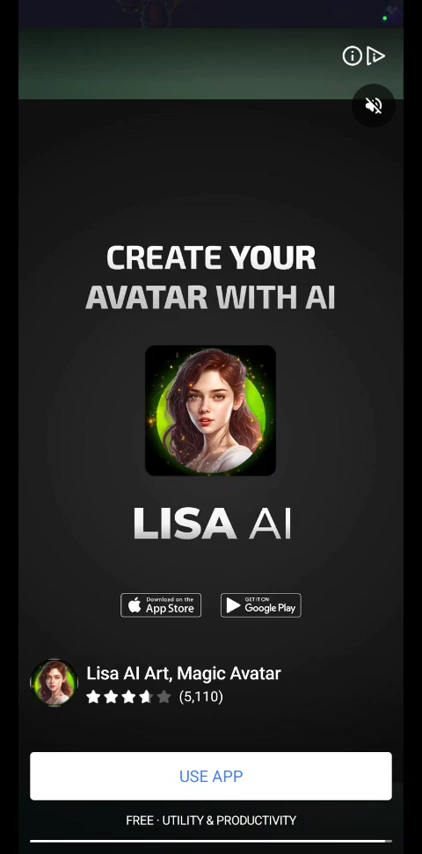 CREATE YOUR
AVATAR WITH AI
LISA AI
Download on the
App Store
GET IT ON
Google Play
Lisa AI Art, Magic Avatar
(5,110)
USE APP
FREE · UTILITY & PRODUCTIVITY